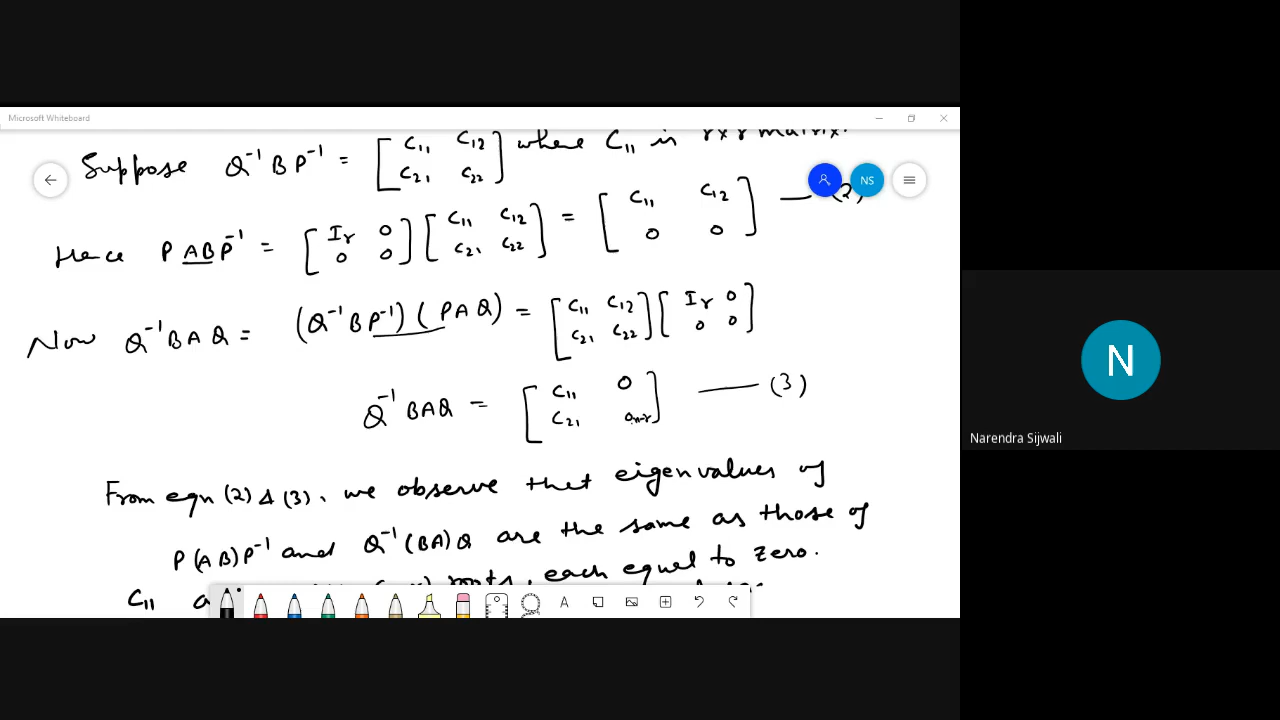 Microsoft Whiteboard
Suppose Q⁻¹BP⁻¹ = [C₁₁ C₁₂; C₂₁ C₂₂] where C₁₁ is r×r matrix.
Hence PABP⁻¹ = [Iᵣ 0; 0 0] [C₁₁ C₁₂; C₂₁ C₂₂] = [C₁₁ C₁₂; 0 0] — (2)
NS
Now Q⁻¹BAQ = (Q⁻¹BP⁻¹)(PAQ) = [C₁₁ C₁₂; C₂₁ C₂₂] [Iᵣ 0; 0 0]
Q⁻¹BAQ = [C₁₁ 0; C₂₁ 0ₙ₋ᵣ] — (3)
From eqn (2) & (3), we observe that eigenvalues of
P(AB)P⁻¹ and Q⁻¹(BA)Q are the same as those of
C₁₁ roots, each equal to zero.
N
Narendra Sijwali